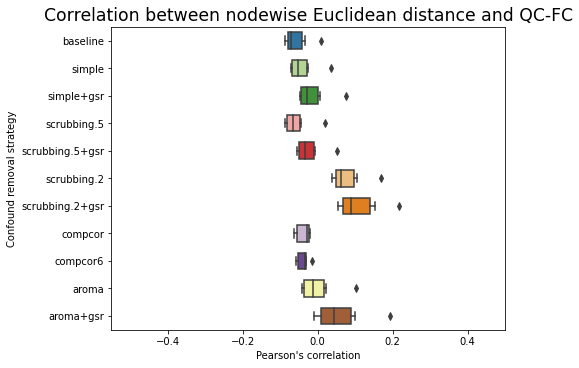 Correlation between nodewise Euclidean distance and QC-FC
baseline
simple
simple+gsr
scrubbing.5
scrubbing.5+gsr
scrubbing.2
scrubbing.2+gsr
compcor
compcor6
aroma
aroma+gsr
Confound removal strategy
−0.4 −0.2 0.0 0.2 0.4
Pearson's correlation